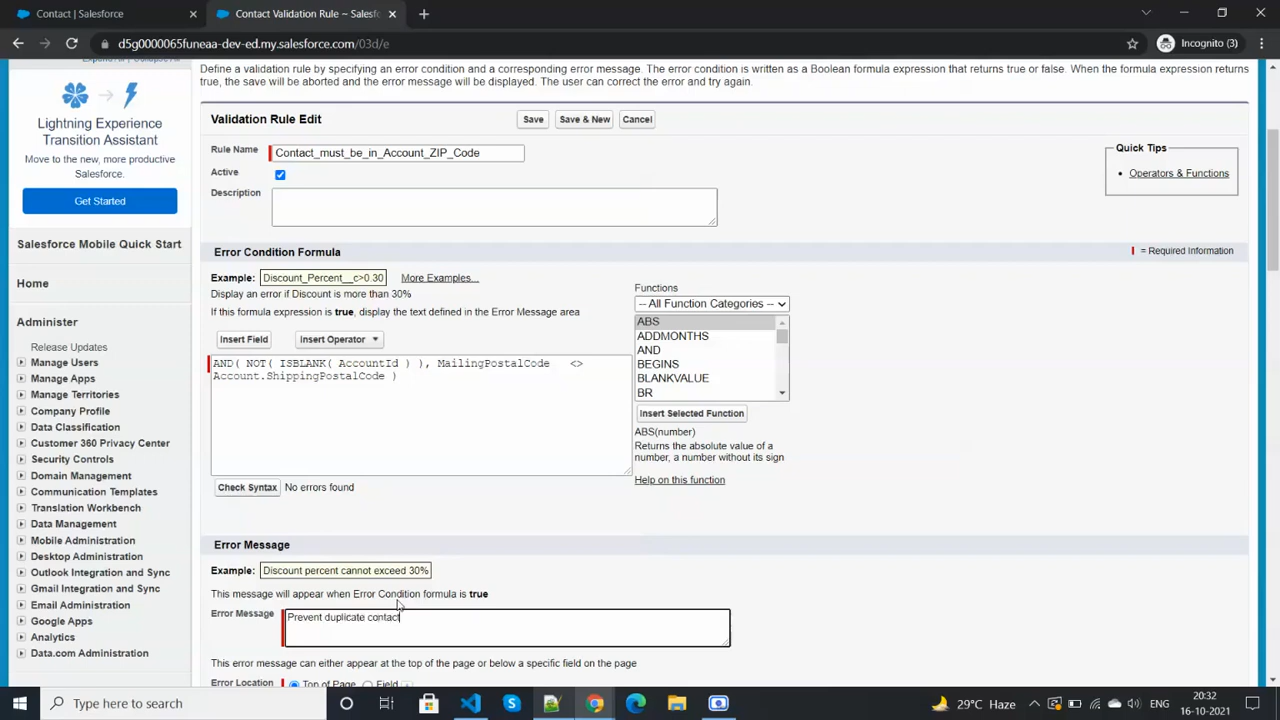 Contact | Salesforce
Contact Validation Rule ~ Salesf
d5g0000065funeaa-dev-ed.my.salesforce.com/03d/e
Incognito (3)
Lightning Experience
Transition Assistant
Move to the new, more productive
Salesforce.
Get Started
Salesforce Mobile Quick Start
Home
Administer
Release Updates
Manage Users
Manage Apps
Manage Territories
Company Profile
Data Classification
Customer 360 Privacy Center
Security Controls
Domain Management
Communication Templates
Translation Workbench
Data Management
Mobile Administration
Desktop Administration
Outlook Integration and Sync
Gmail Integration and Sync
Email Administration
Google Apps
Analytics
Data.com Administration
Define a validation rule by specifying an error condition and a corresponding error message. The error condition is written as a Boolean formula expression that returns true or false. When the formula expression returns
true, the save will be aborted and the error message will be displayed. The user can correct the error and try again.
Validation Rule Edit
Save
Save & New
Cancel
Rule Name
Contact_must_be_in_Account_ZIP_Code
Active
Description
Quick Tips
Operators & Functions
Error Condition Formula
= Required Information
Example:
Discount_Percent__c>0.30
More Examples...
Display an error if Discount is more than 30%
If this formula expression is true, display the text defined in the Error Message area
Insert Field
Insert Operator
AND( NOT( ISBLANK( AccountId ) ), MailingPostalCode <>
Account.ShippingPostalCode )
Functions
-- All Function Categories --
ABS
ADDMONTHS
AND
BEGINS
BLANKVALUE
BR
Insert Selected Function
ABS(number)
Returns the absolute value of a
number, a number without its sign
Help on this function
Check Syntax
No errors found
Error Message
Example:
Discount percent cannot exceed 30%
This message will appear when Error Condition formula is true
Error Message
Prevent duplicate contact
This error message can either appear at the top of the page or below a specific field on the page
Error Location
Top of Page
Field
Type here to search
29°C Haze
ENG
20:32
16-10-2021